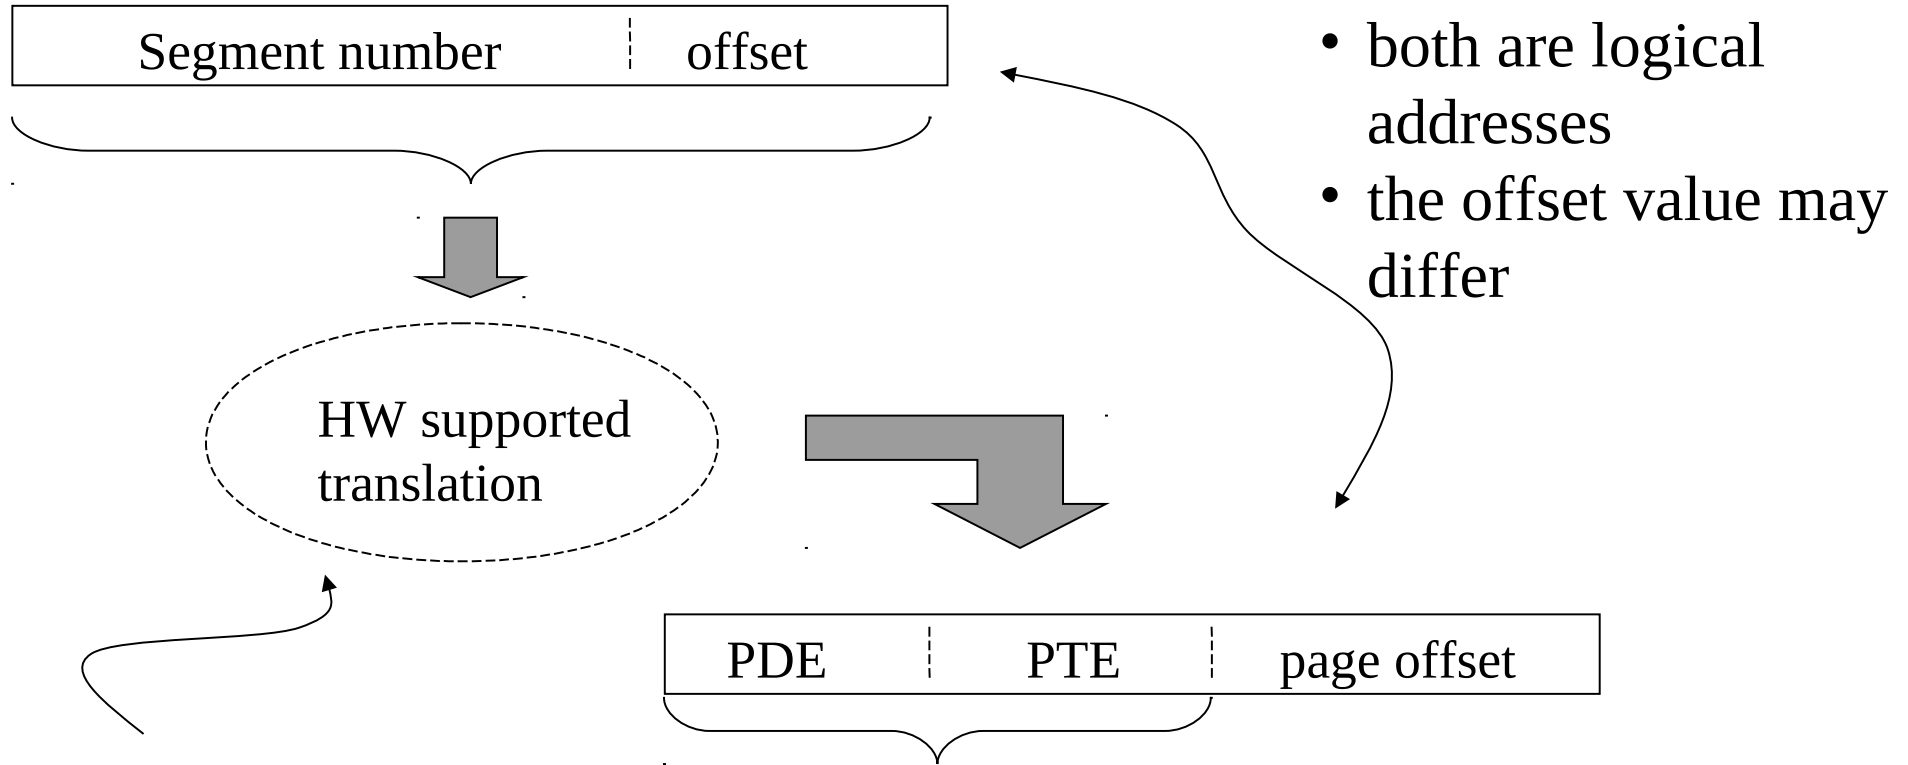 Segment number offset
• both are logical
addresses
• the offset value may
differ
HW supported
translation
PDE PTE page offset